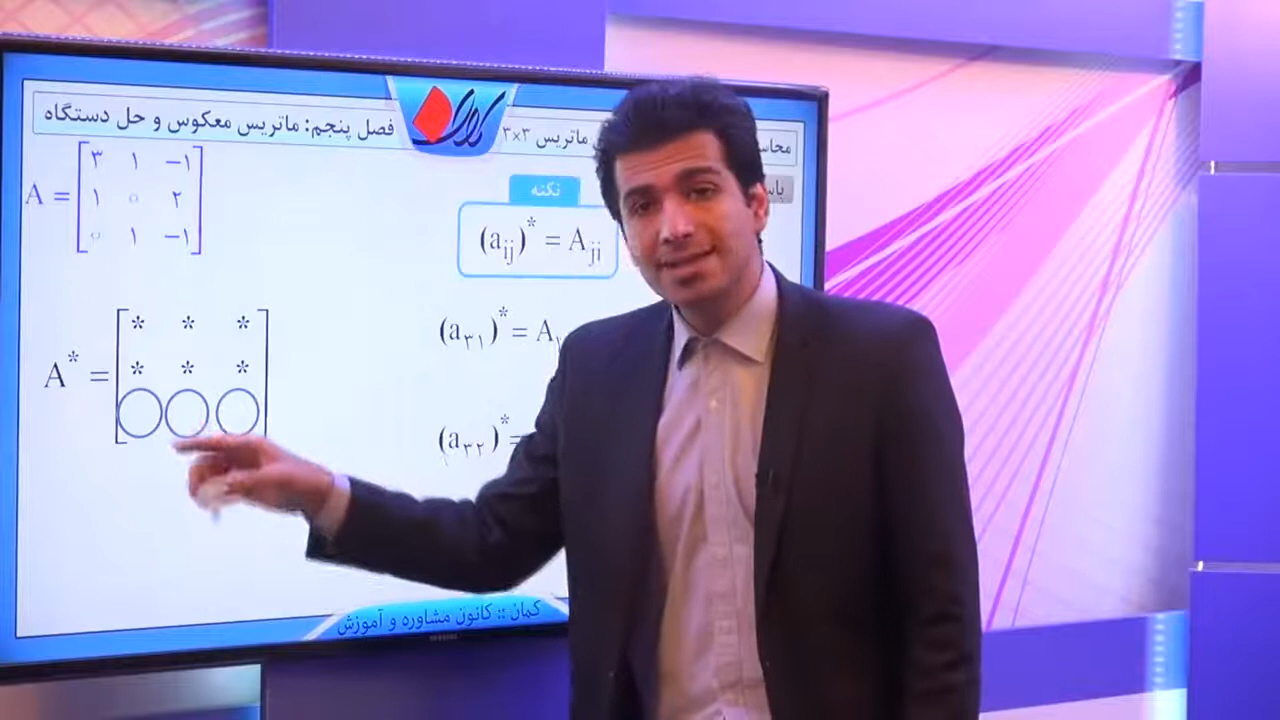 فصل پنجم: ماتریس معکوس و حل دستگاه
ماتریس ۳×۳
نکته
A = [ ۳ ۱ −۱
۱ ۰ ۲
۰ ۱ −۱ ]
(a_ij)* = A_ji
A* = [ * * *
* * *
(a_۳۱)* = A
(a_۳۲)* =
کمان :: کانون مشاوره و آموزش
SAMSUNG